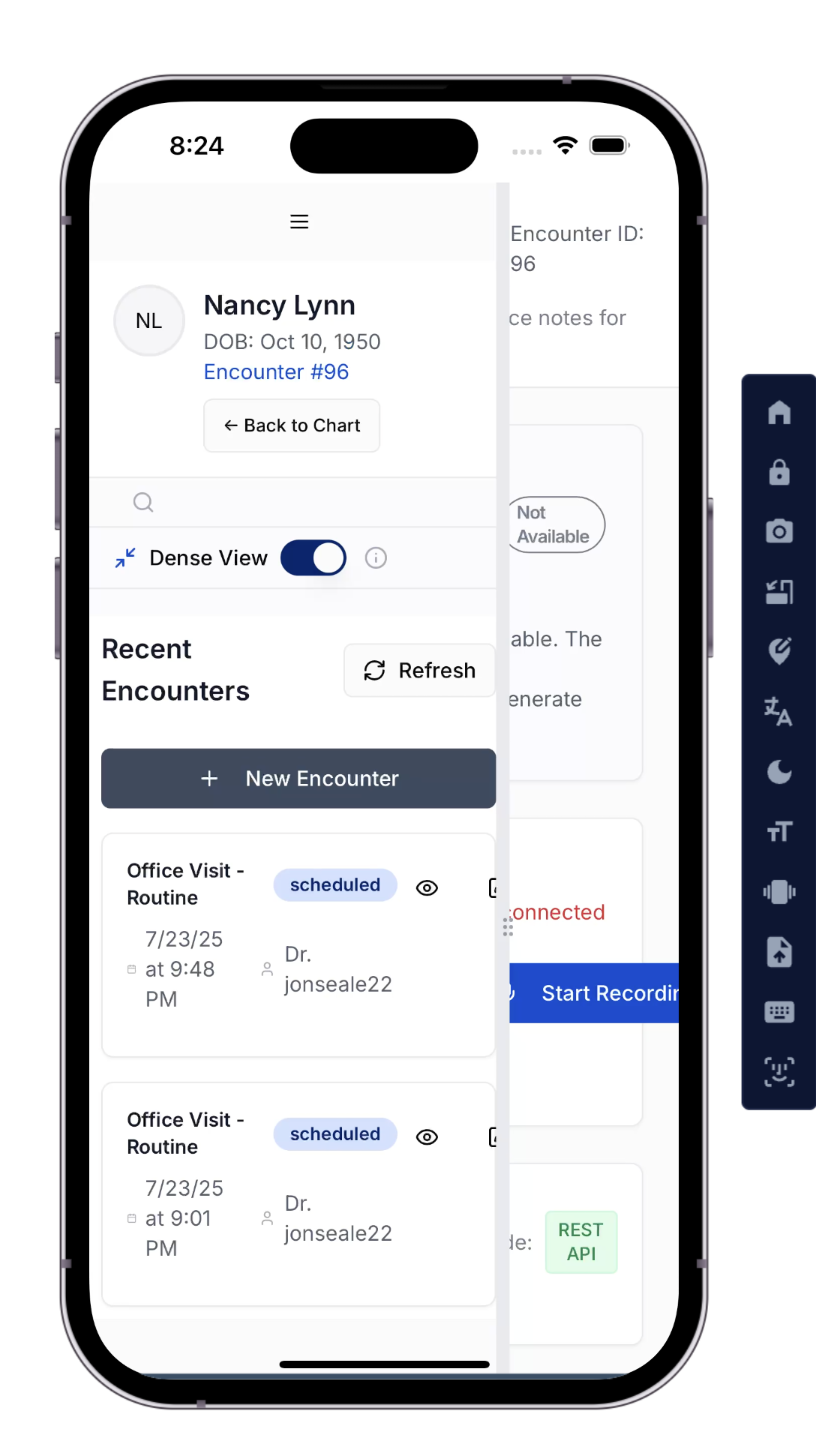 8:24
NL
Nancy Lynn
DOB: Oct 10, 1950
Encounter #96
← Back to Chart
Dense View
Recent
Encounters
Refresh
+ New Encounter
Office Visit -
Routine
scheduled
7/23/25
at 9:48
PM
Dr.
jonseale22
Office Visit -
Routine
scheduled
7/23/25
at 9:01
PM
Dr.
jonseale22
Encounter ID:
96
ce notes for
Not
Available
able. The
enerate
onnected
Start Recordin
de:
REST
API